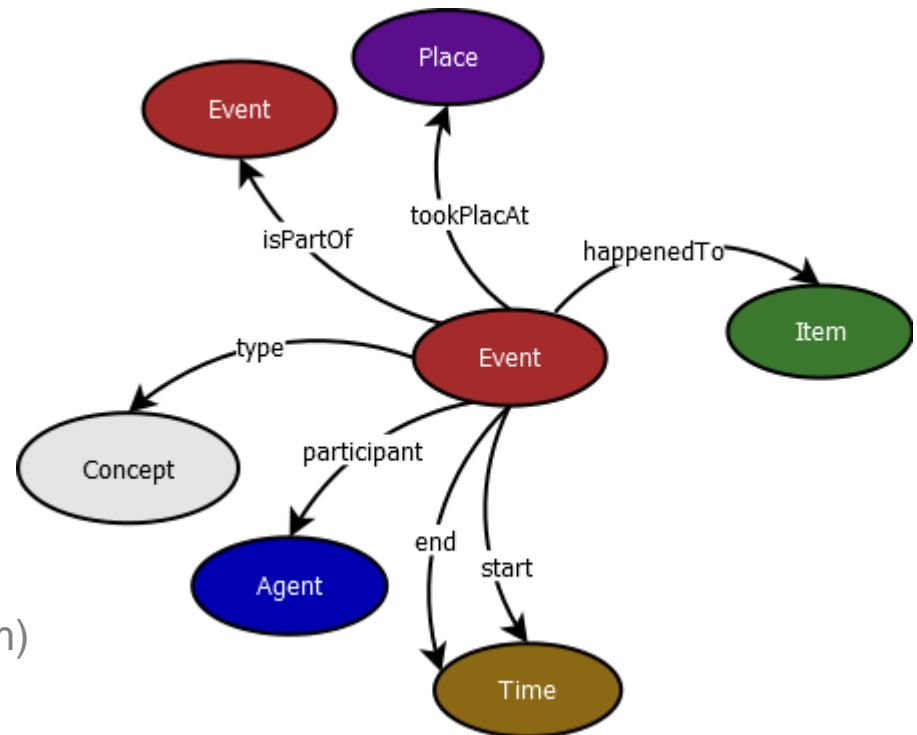 Place
Event
tookPlacAt
isPartOf
happenedTo
Item
Event
type
participant
Concept
end
start
Agent
n)
Time